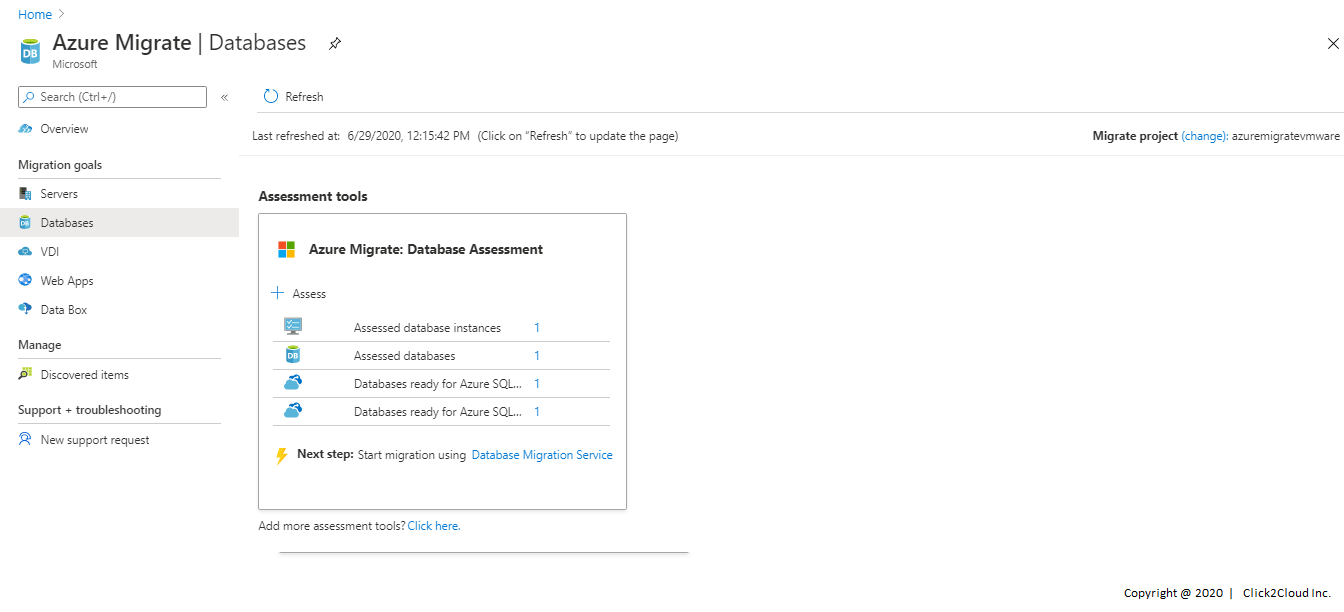 Home
Azure Migrate | Databases
Microsoft
Search (Ctrl+/)
«
Refresh
Overview
Last refreshed at: 6/29/2020, 12:15:42 PM (Click on “Refresh” to update the page)
Migrate project (change): azuremigratevmware
Migration goals
Servers
Databases
VDI
Web Apps
Data Box
Manage
Discovered items
Support + troubleshooting
New support request
Assessment tools
DB
Azure Migrate: Database Assessment
Assess
Assessed database instances 1
DB Assessed databases 1
Databases ready for Azure SQL... 1
Databases ready for Azure SQL... 1
Next step: Start migration using Database Migration Service
Add more assessment tools? Click here.
Copyright @ 2020 | Click2Cloud Inc.